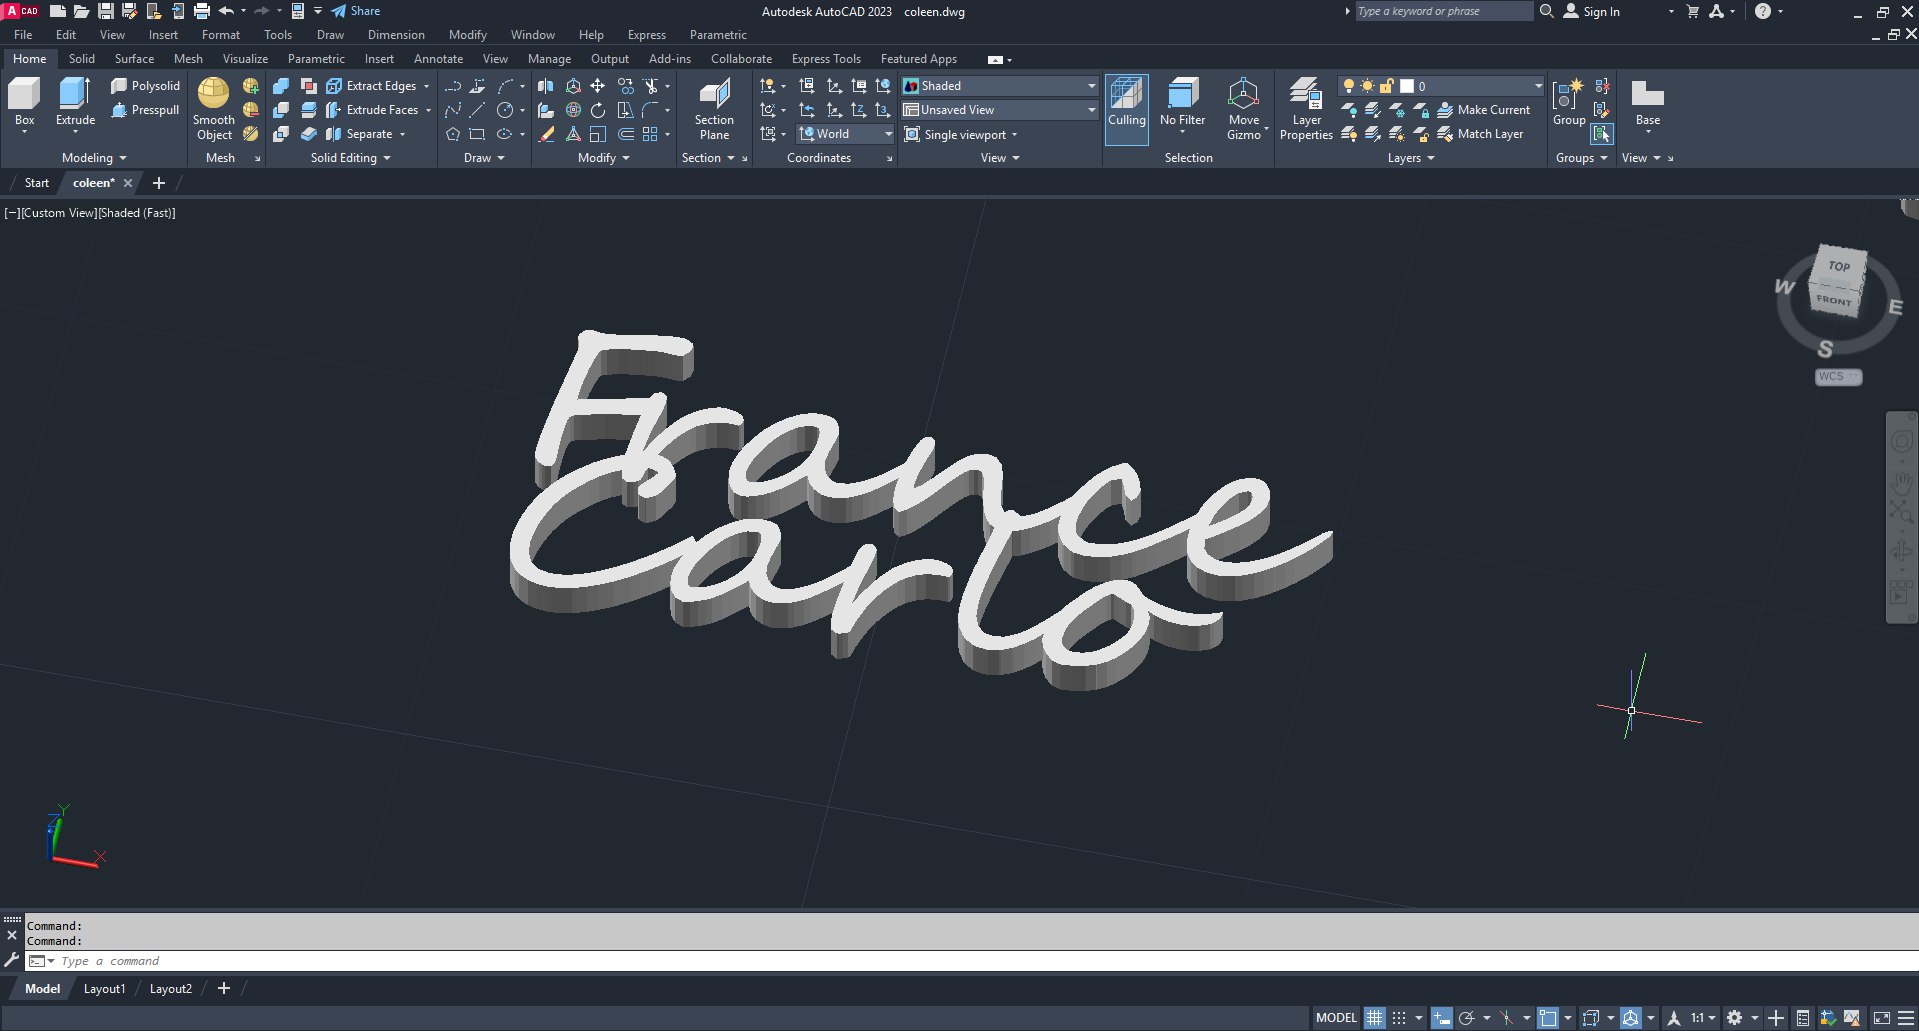 A CAD Share Autodesk AutoCAD 2023 coleen.dwg Type a keyword or phrase Sign In
File Edit View Insert Format Tools Draw Dimension Modify Window Help Express Parametric
Home Solid Surface Mesh Visualize Parametric Insert Annotate View Manage Output Add-ins Collaborate Express Tools Featured Apps
Polysolid Extract Edges Shaded 0
Presspull Extrude Faces Unsaved View Make Current
Box Extrude Smooth Object Section Plane Culling No Filter Move Gizmo Layer Properties Group Base
Separate World Single viewport Match Layer
Modeling Mesh Solid Editing Draw Modify Section Coordinates View Selection Layers Groups View
Start coleen*
[−][Custom View][Shaded (Fast)]
TOP
W FRONT E
S
WCS
France
Carlo
Y
Z
X
Command:
Command:
Type a command
Model Layout1 Layout2
MODEL 1:1